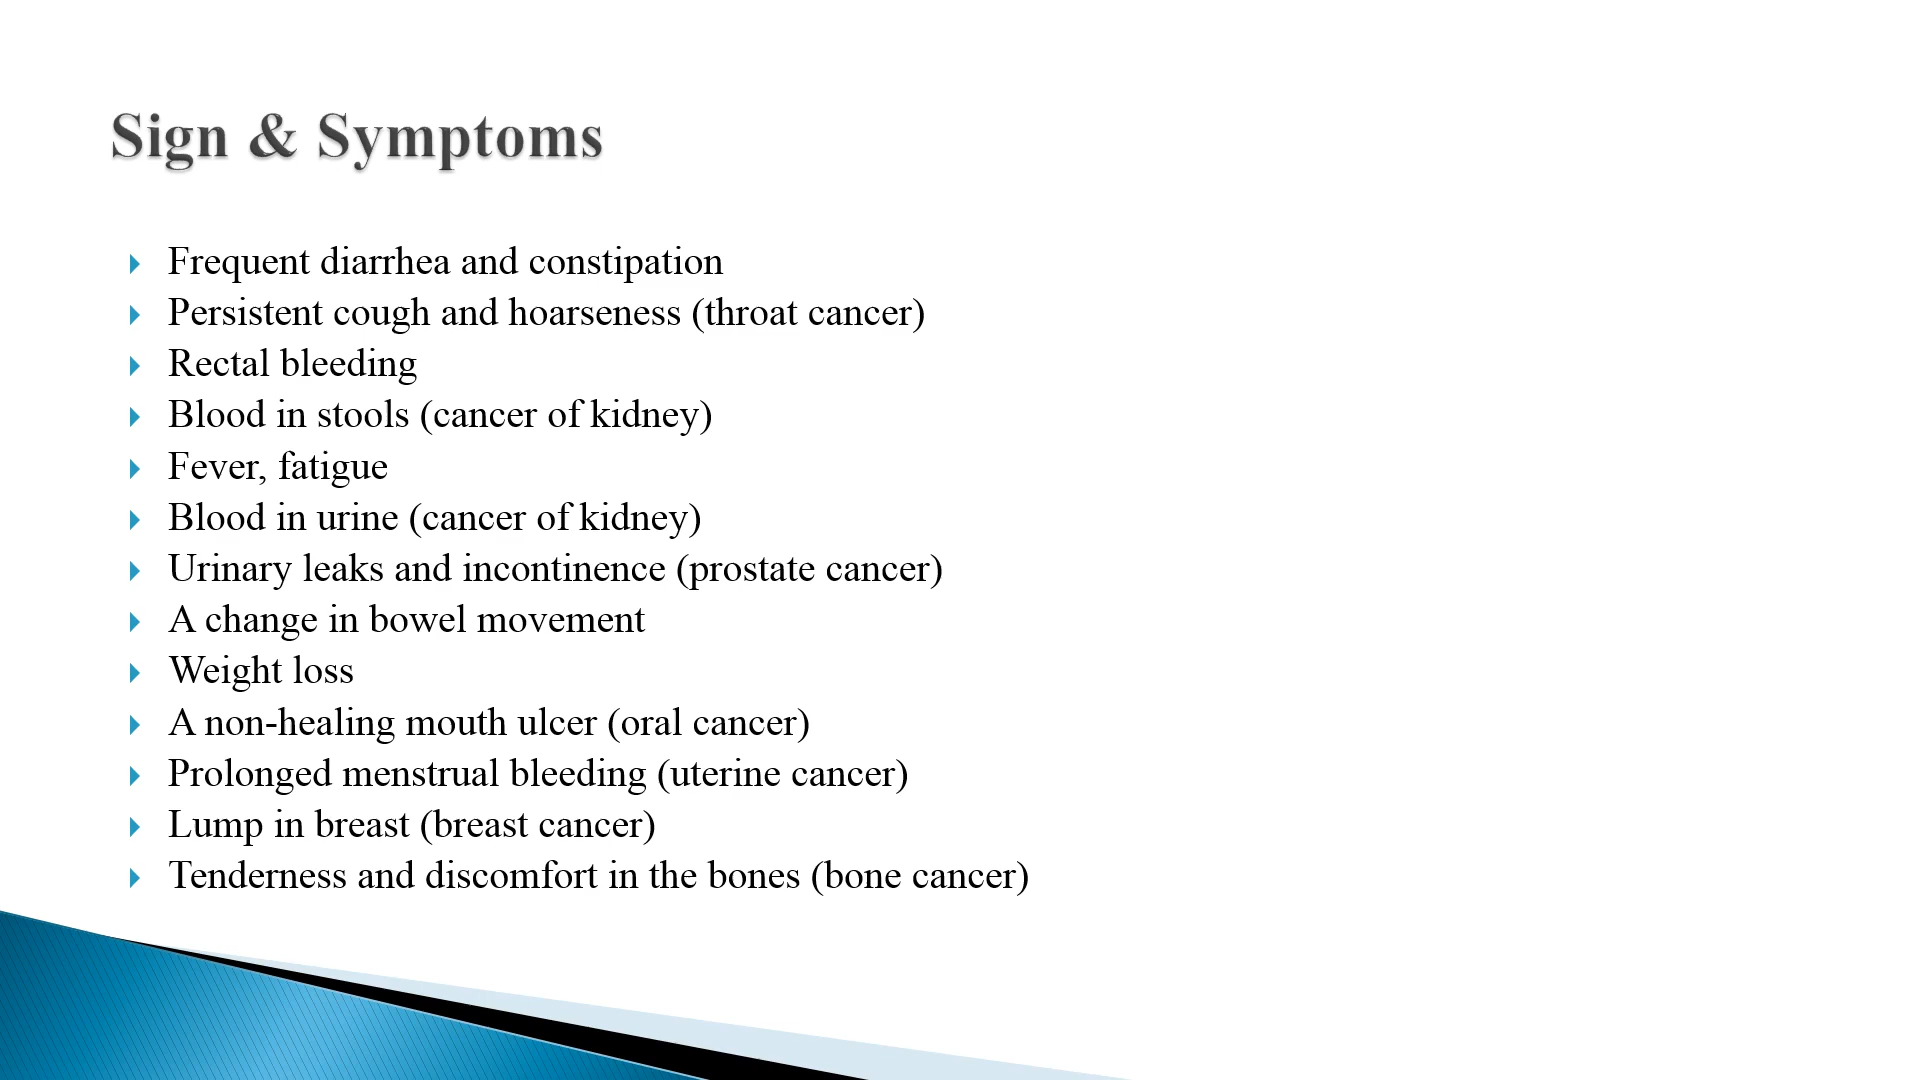 Sign & Symptoms
Frequent diarrhea and constipation
Persistent cough and hoarseness (throat cancer)
Rectal bleeding
Blood in stools (cancer of kidney)
Fever, fatigue
Blood in urine (cancer of kidney)
Urinary leaks and incontinence (prostate cancer)
A change in bowel movement
Weight loss
A non-healing mouth ulcer (oral cancer)
Prolonged menstrual bleeding (uterine cancer)
Lump in breast (breast cancer)
Tenderness and discomfort in the bones (bone cancer)